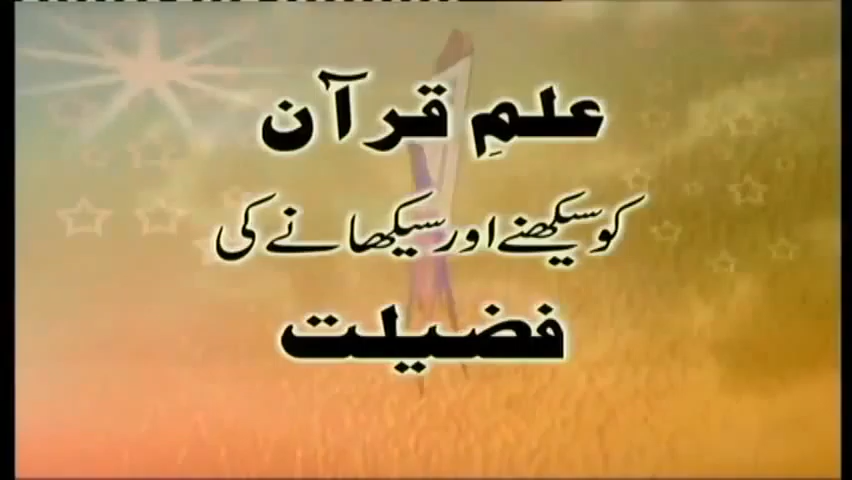 علمِ قرآن
کو سیکھنے اور سیکھانے کی
فضیلت